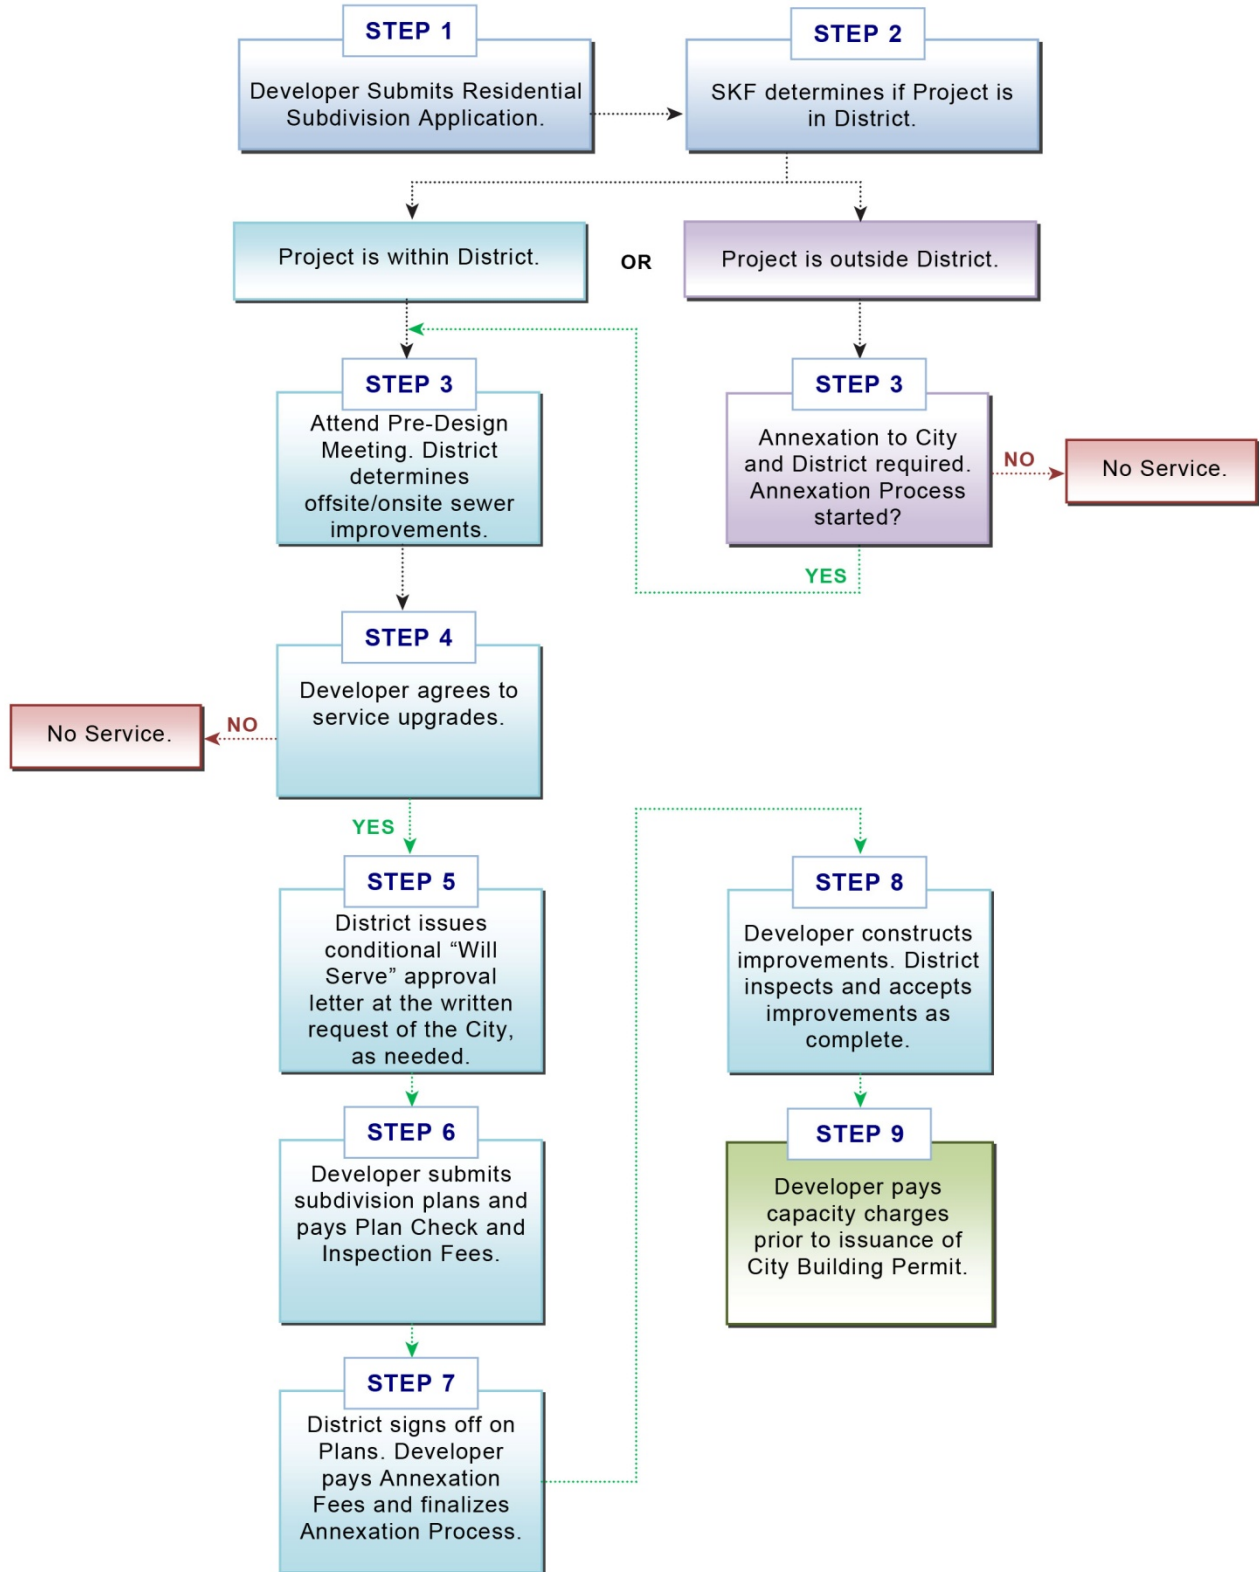 STEP 1
Developer Submits Residential
Subdivision Application.
STEP 2
SKF determines if Project is
in District.
Project is within District.
OR
Project is outside District.
STEP 3
Attend Pre-Design
Meeting. District
determines
offsite/onsite sewer
improvements.
STEP 3
Annexation to City
and District required.
Annexation Process
started?
NO
No Service.
YES
STEP 4
Developer agrees to
service upgrades.
NO
No Service.
YES
STEP 5
District issues
conditional “Will
Serve” approval
letter at the written
request of the City,
as needed.
STEP 6
Developer submits
subdivision plans and
pays Plan Check and
Inspection Fees.
STEP 7
District signs off on
Plans. Developer
pays Annexation
Fees and finalizes
Annexation Process.
STEP 8
Developer constructs
improvements. District
inspects and accepts
improvements as
complete.
STEP 9
Developer pays
capacity charges
prior to issuance of
City Building Permit.